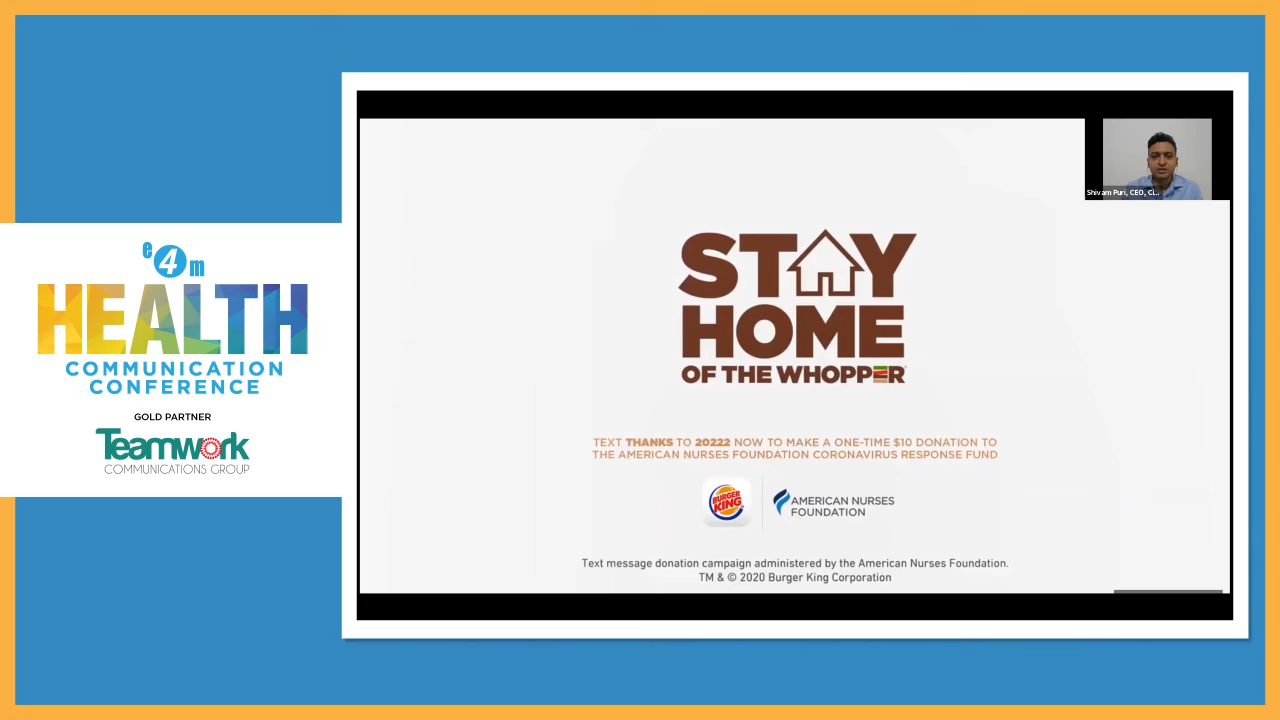 e4m
HEALTH
COMMUNICATION
CONFERENCE
GOLD PARTNER
Teamwork
COMMUNICATIONS GROUP
Shivam Puri, CEO, Ci...
STAY
HOME
OF THE WHOPPER
TEXT THANKS TO 20222 NOW TO MAKE A ONE-TIME $10 DONATION TO
THE AMERICAN NURSES FOUNDATION CORONAVIRUS RESPONSE FUND
BURGER
KING
AMERICAN NURSES
FOUNDATION
Text message donation campaign administered by the American Nurses Foundation.
TM & © 2020 Burger King Corporation